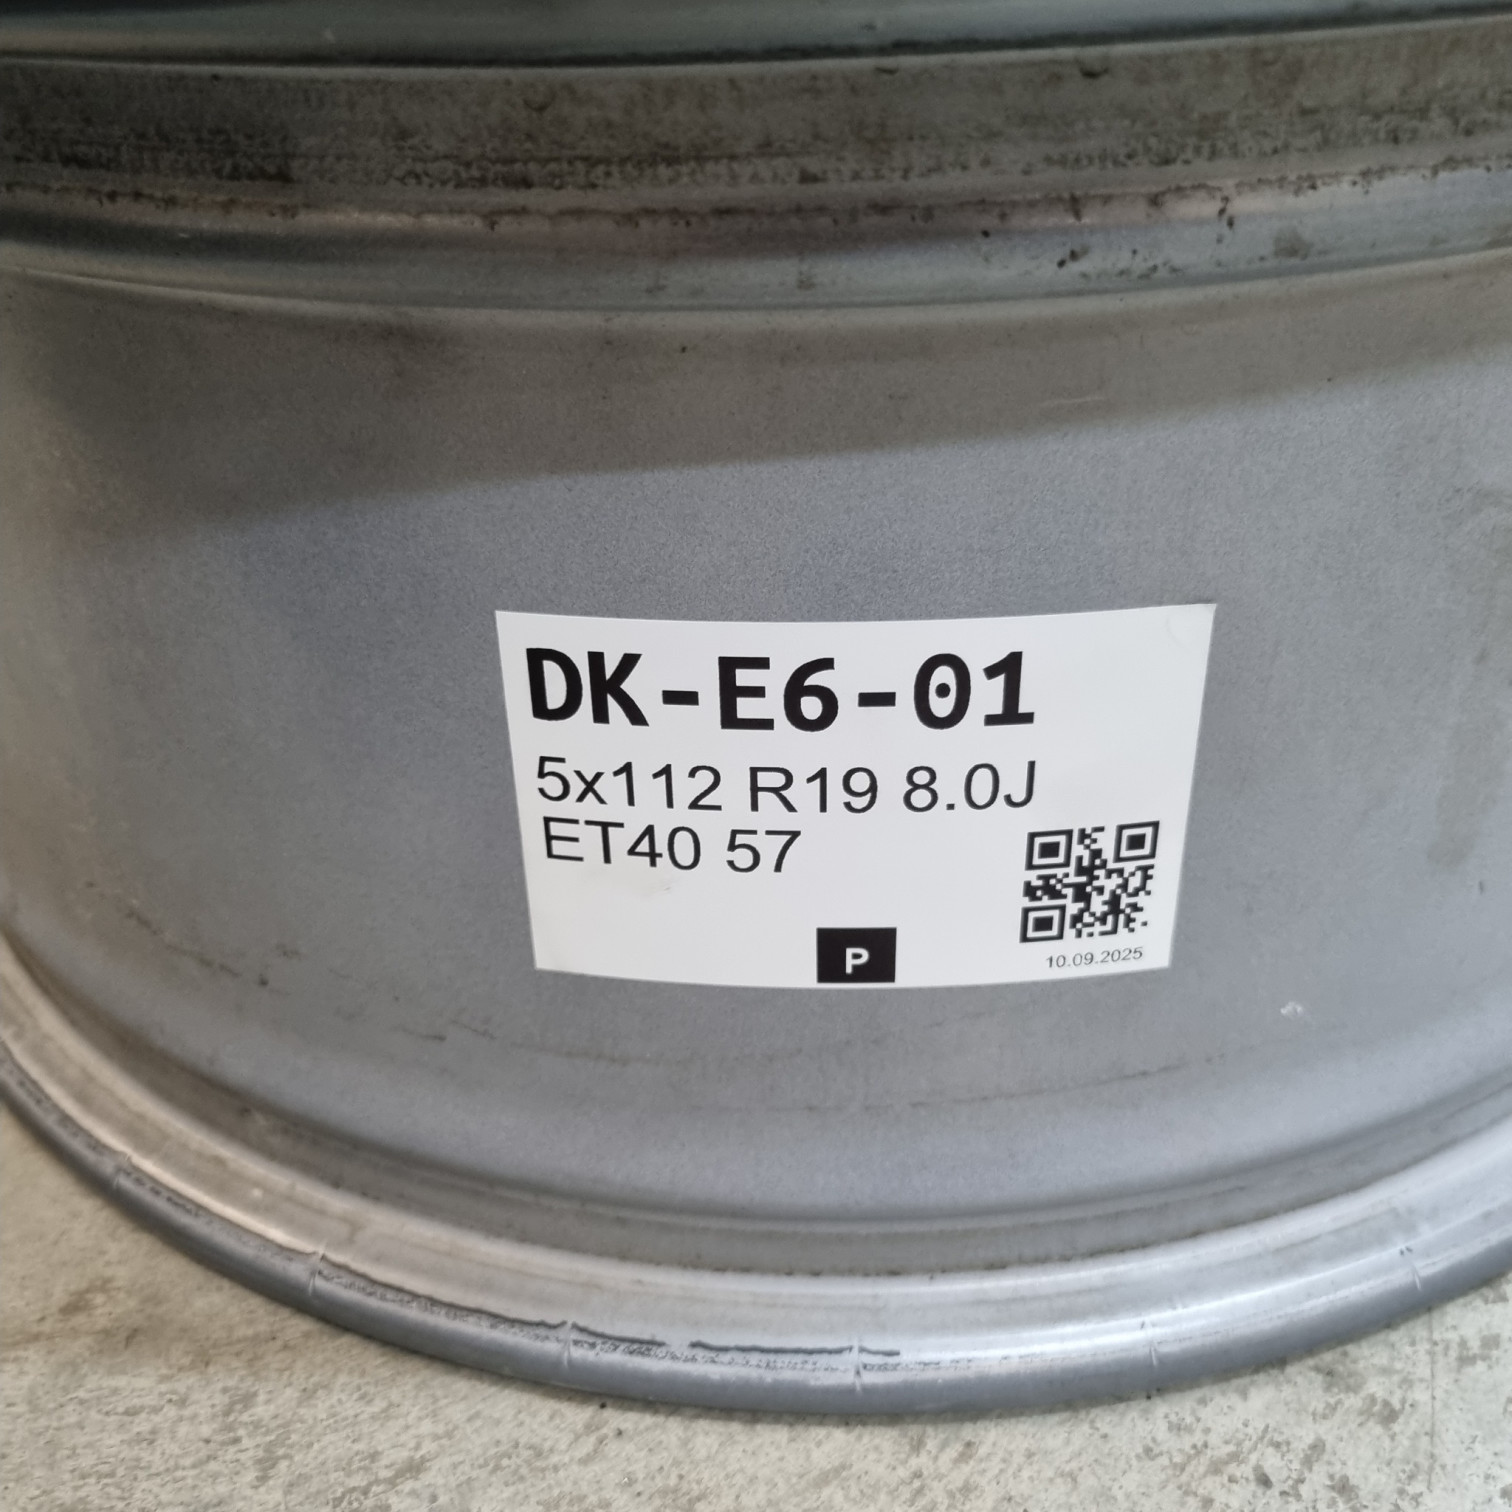 DK-E6-01
5x112 R19 8.0J
ET40 57
P
10.09.2025